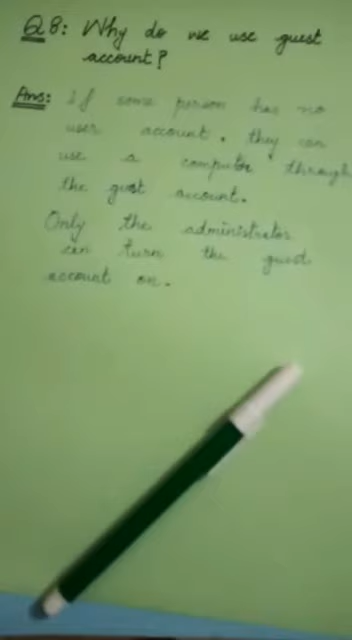 Q8: Why do we use guest
account?
Ans: If some person has no
user account. they can
use a computer through
the guest account.
Only the administrator
can turn the guest
account on.